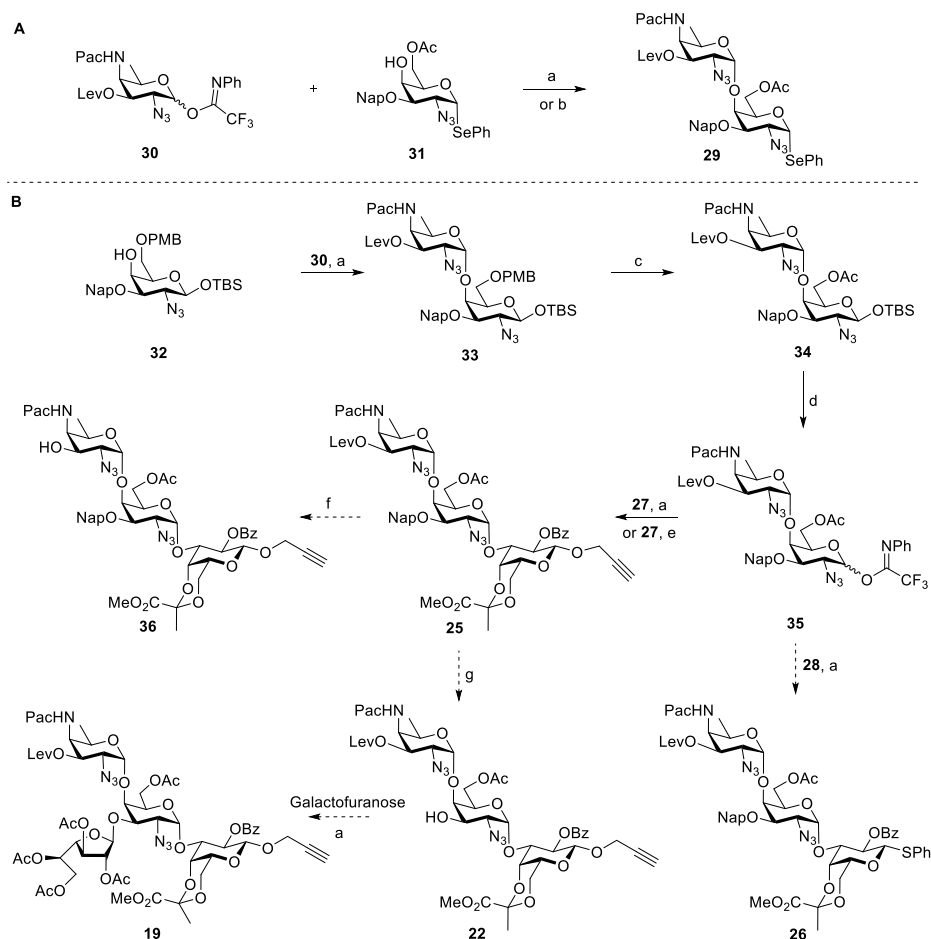 A
PacHN
O
LevO
N3
O
NPh
CF3
30
+
OAc
HO
O
NapO
N3
SePh
31
a
or b
PacHN
O
LevO
N3
O
OAc
O
NapO
N3
SePh
29
B
OPMB
HO
O
NapO
OTBS
N3
32
30, a
PacHN
O
LevO
N3
O
OPMB
O
NapO
OTBS
N3
33
c
PacHN
O
LevO
N3
O
OAc
O
NapO
OTBS
N3
34
d
PacHN
O
HO
N3
O
OAc
O
NapO
N3
O
OBz
O
O
O
O
MeO2C
36
f
PacHN
O
LevO
N3
O
OAc
O
NapO
N3
O
OBz
O
O
O
O
MeO2C
25
27, a
or 27, e
PacHN
O
LevO
N3
O
OAc
O
NapO
N3
O
NPh
CF3
35
g
28, a
PacHN
O
LevO
N3
O
OAc
O
O
N3
O
OBz
O
O
O
O
AcO
O
AcO
AcO
OAc
MeO2C
19
Galactofuranose
a
PacHN
O
LevO
N3
O
OAc
O
HO
N3
O
OBz
O
O
O
O
MeO2C
22
PacHN
O
LevO
N3
O
OAc
O
NapO
N3
O
OBz
SPh
O
O
O
MeO2C
26